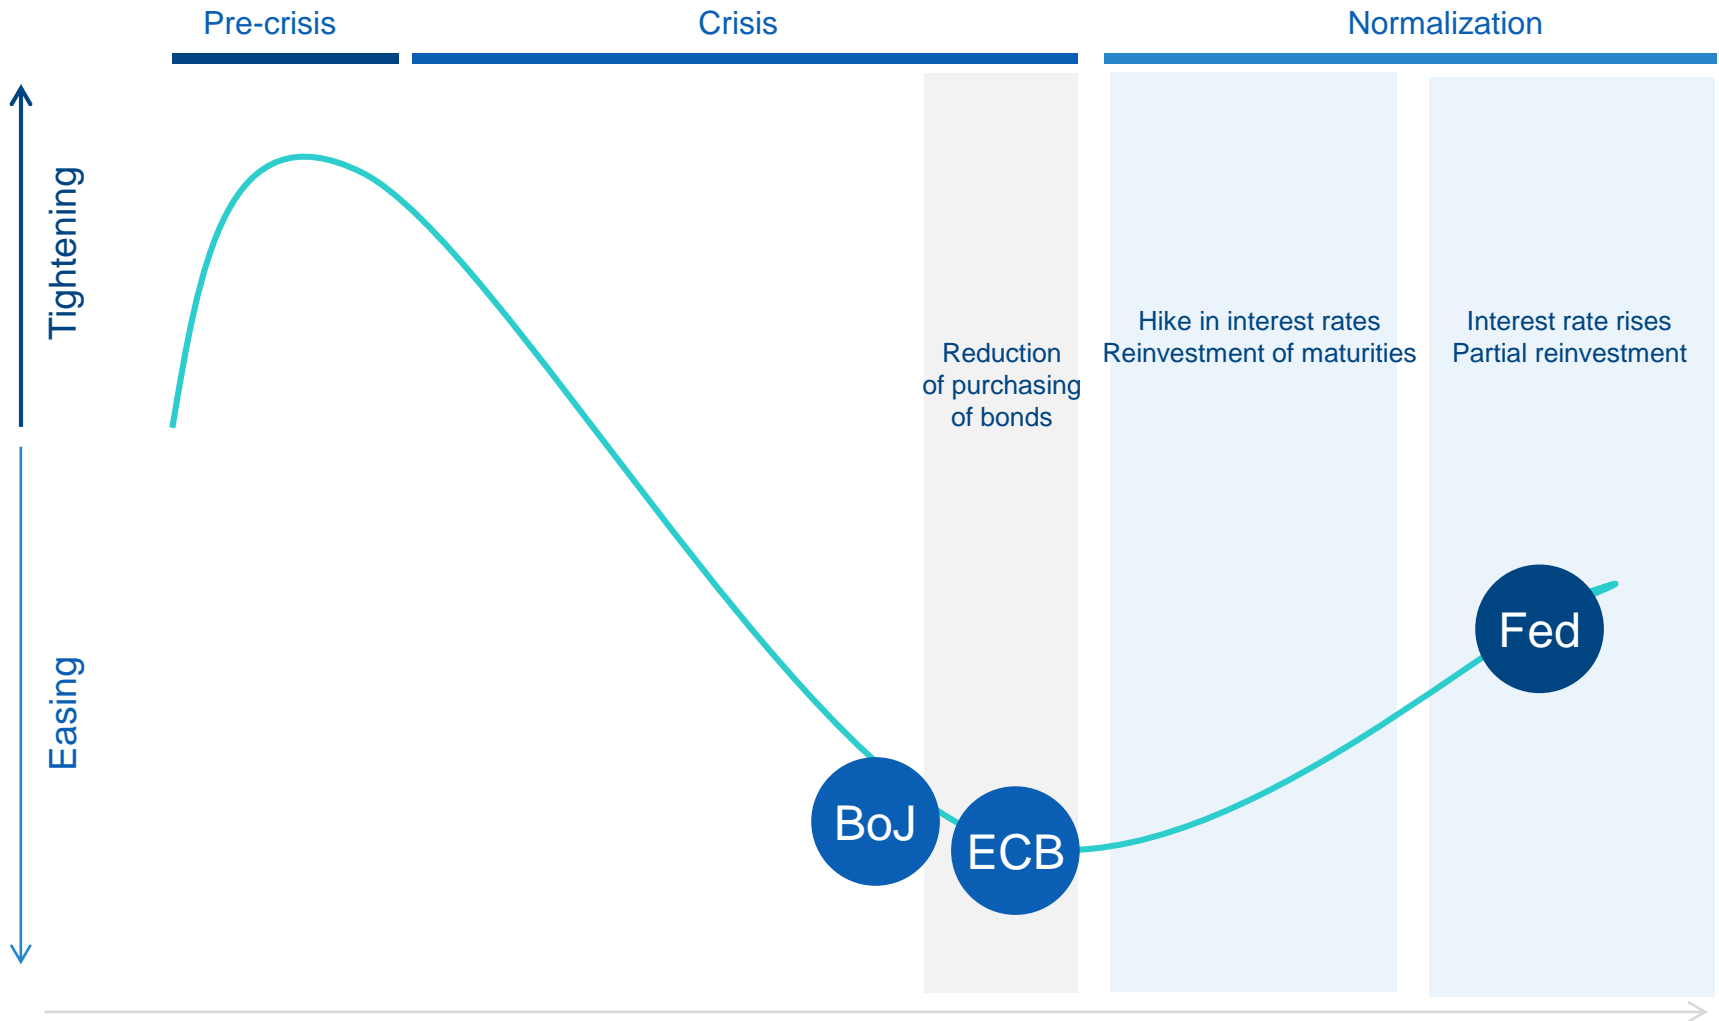 Pre-crisis
Crisis
Normalization
Tightening
Easing
Reduction
of purchasing
of bonds
Hike in interest rates
Reinvestment of maturities
Interest rate rises
Partial reinvestment
BoJ
ECB
Fed